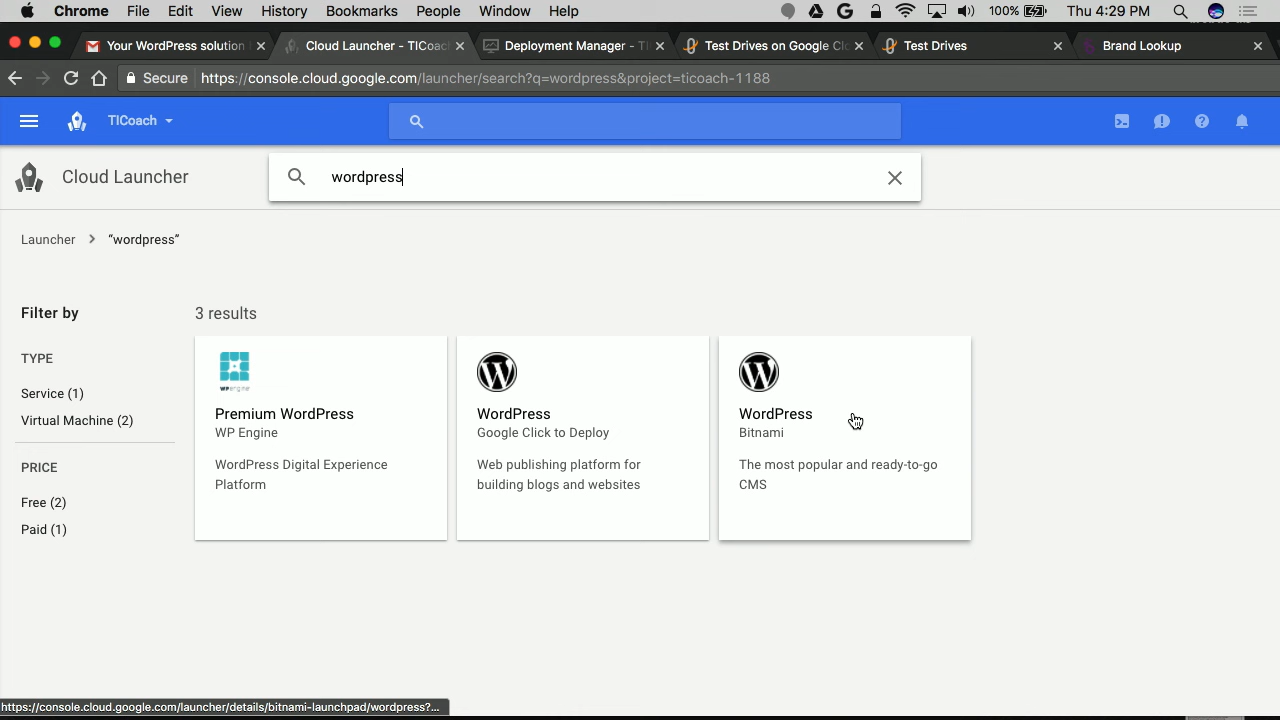 Chrome File Edit View History Bookmarks People Window Help 100% Thu 4:29 PM
Your WordPress solution Cloud Launcher - TICoac Deployment Manager - T Test Drives on Google Cl Test Drives Brand Lookup
Secure https://console.cloud.google.com/launcher/search?q=wordpress&project=ticoach-1188
TICoach
Cloud Launcher wordpress
Launcher > “wordpress”
Filter by
3 results
TYPE
Service (1)
Virtual Machine (2)
PRICE
Free (2)
Paid (1)
wp engine
Premium WordPress
WP Engine
WordPress Digital Experience
Platform
WordPress
Google Click to Deploy
Web publishing platform for
building blogs and websites
WordPress
Bitnami
The most popular and ready-to-go
CMS
https://console.cloud.google.com/launcher/details/bitnami-launchpad/wordpress?...